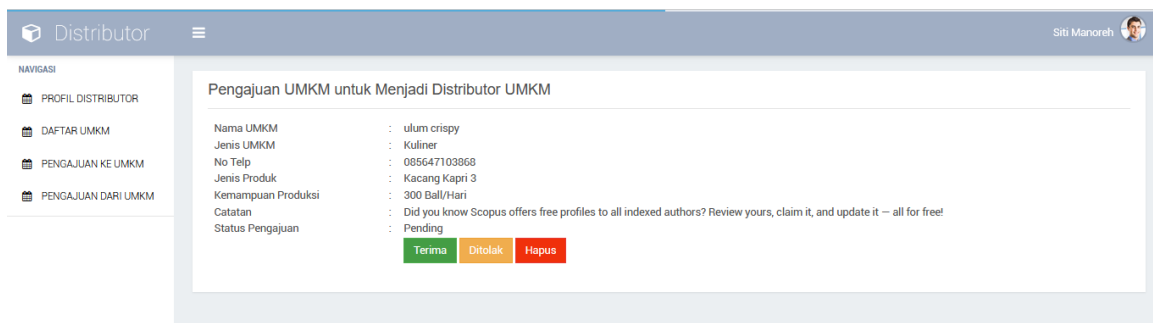 Distributor
Siti Manoreh
NAVIGASI
PROFIL DISTRIBUTOR
DAFTAR UMKM
PENGAJUAN KE UMKM
PENGAJUAN DARI UMKM
Pengajuan UMKM untuk Menjadi Distributor UMKM
Nama UMKM : ulum crispy
Jenis UMKM : Kuliner
No Telp : 085647103868
Jenis Produk : Kacang Kapri 3
Kemampuan Produksi : 300 Ball/Hari
Catatan : Did you know Scopus offers free profiles to all indexed authors? Review yours, claim it, and update it — all for free!
Status Pengajuan : Pending
Terima Ditolak Hapus